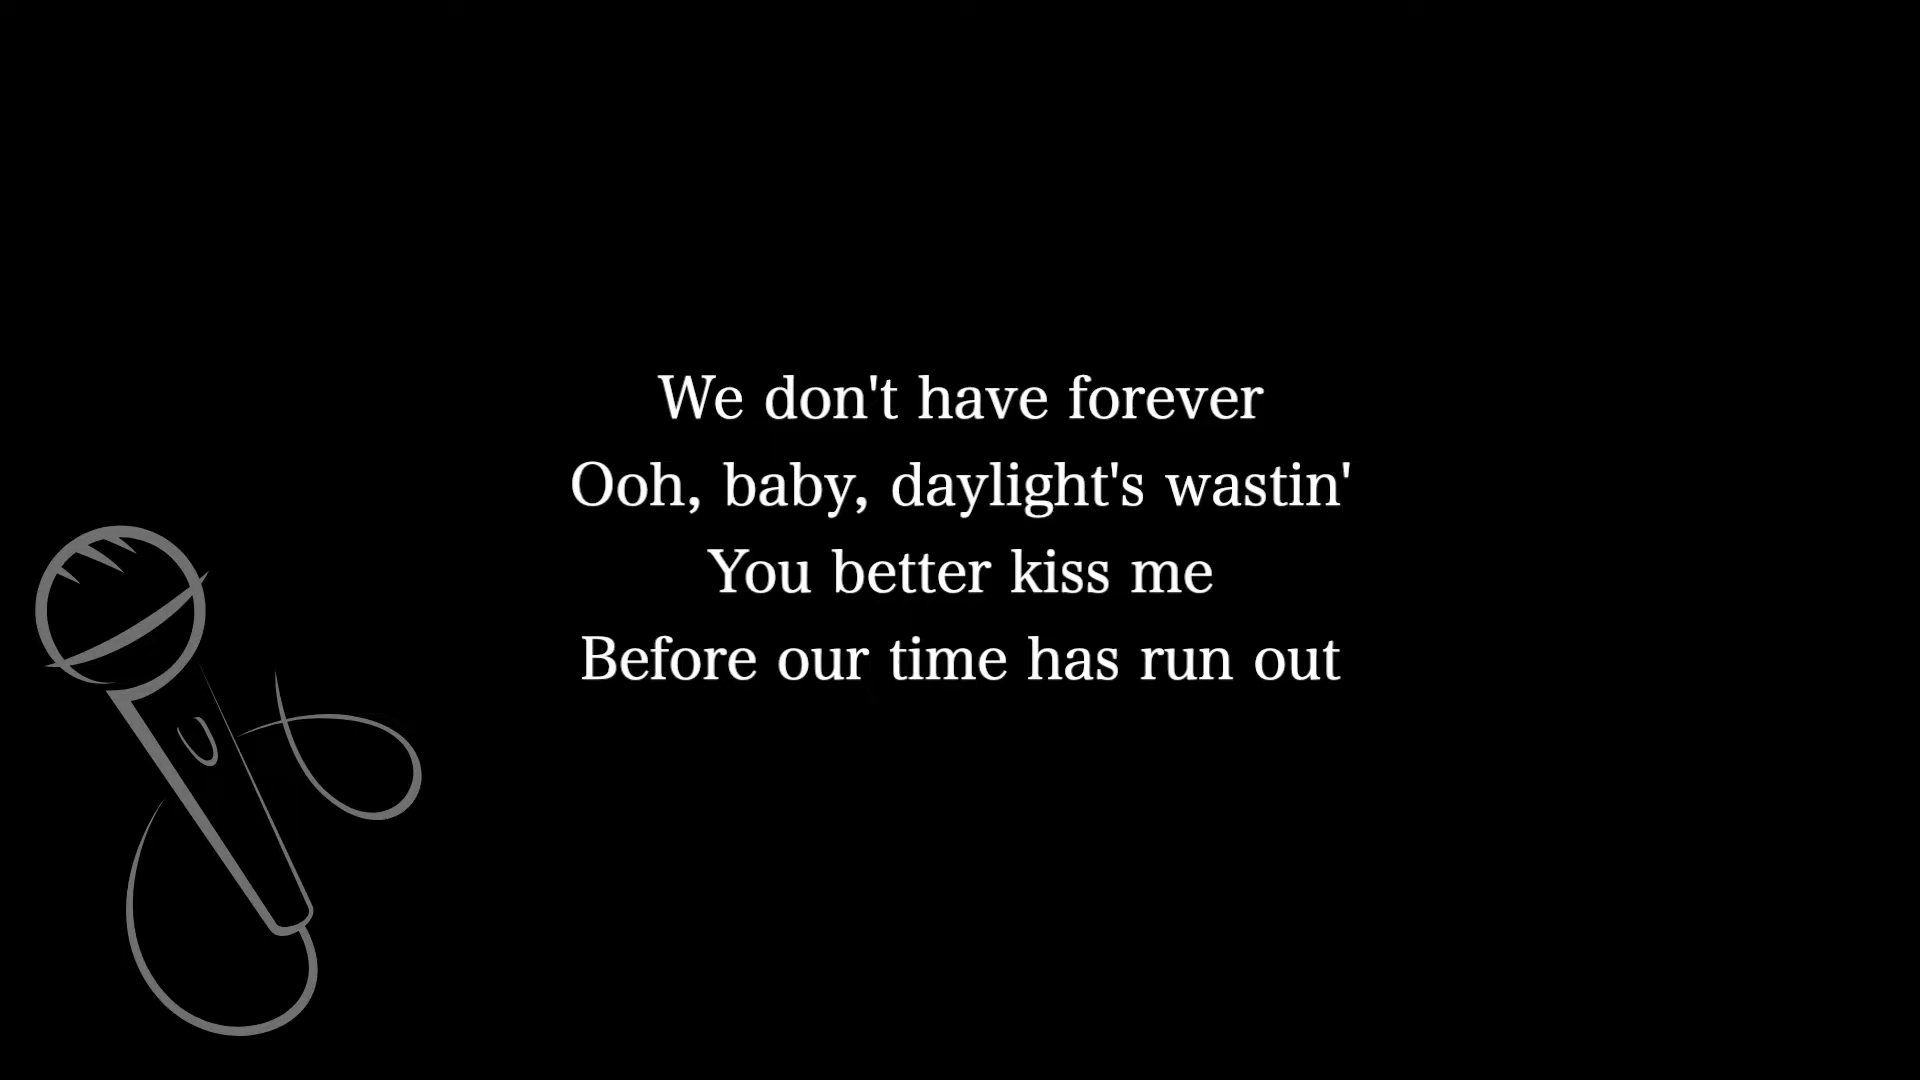 We don't have forever
Ooh, baby, daylight's wastin'
You better kiss me
Before our time has run out